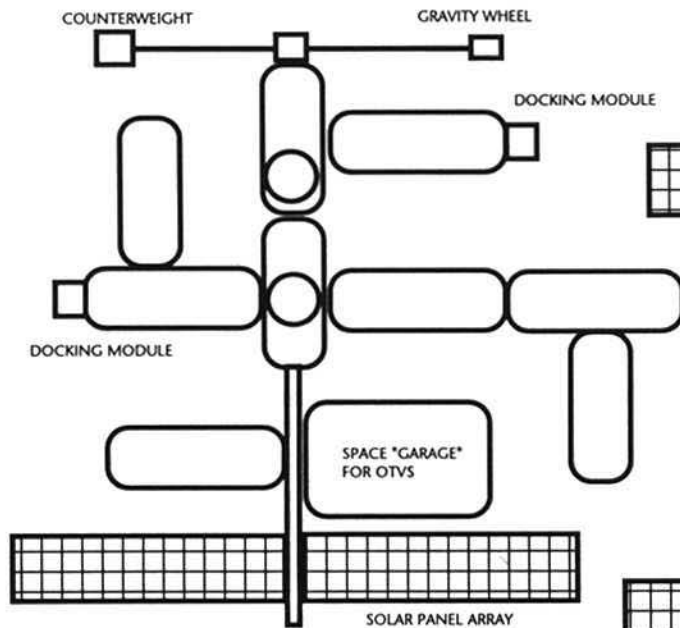 COUNTERWEIGHT
GRAVITY WHEEL
DOCKING MODULE
DOCKING MODULE
SPACE "GARAGE"
FOR OTVS
SOLAR PANEL ARRAY